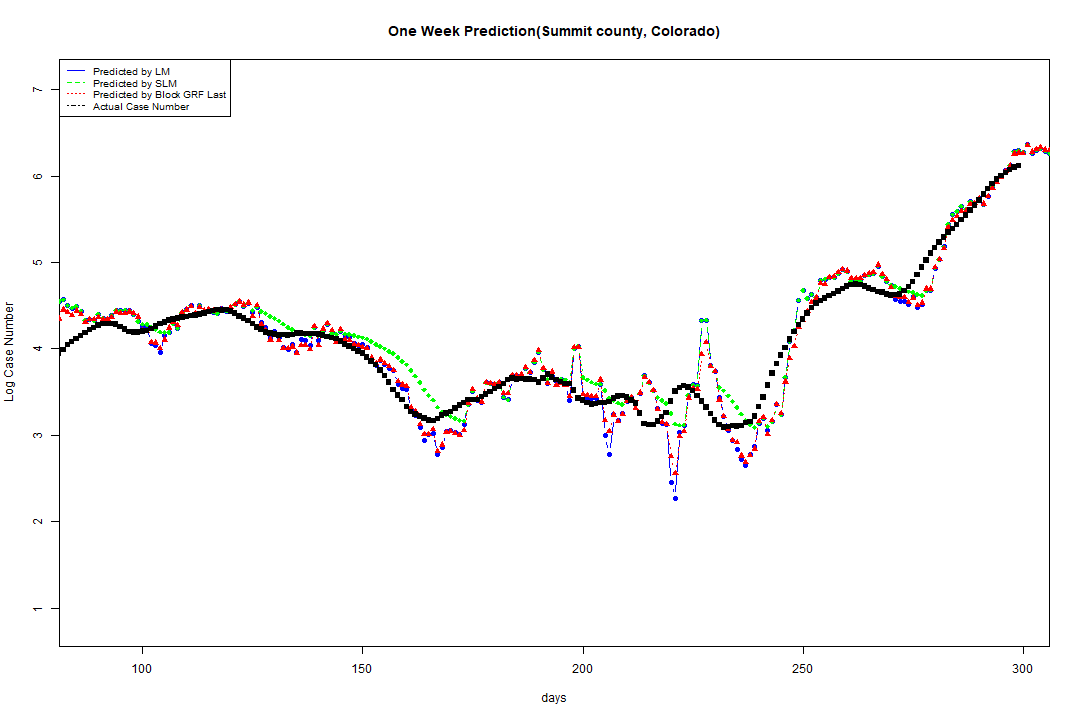 One Week Prediction(Summit county, Colorado)
Predicted by LM
Predicted by SLM
Predicted by Block GRF Last
Actual Case Number
Log Case Number
7
6
5
4
3
2
1
100 150 200 250 300
days